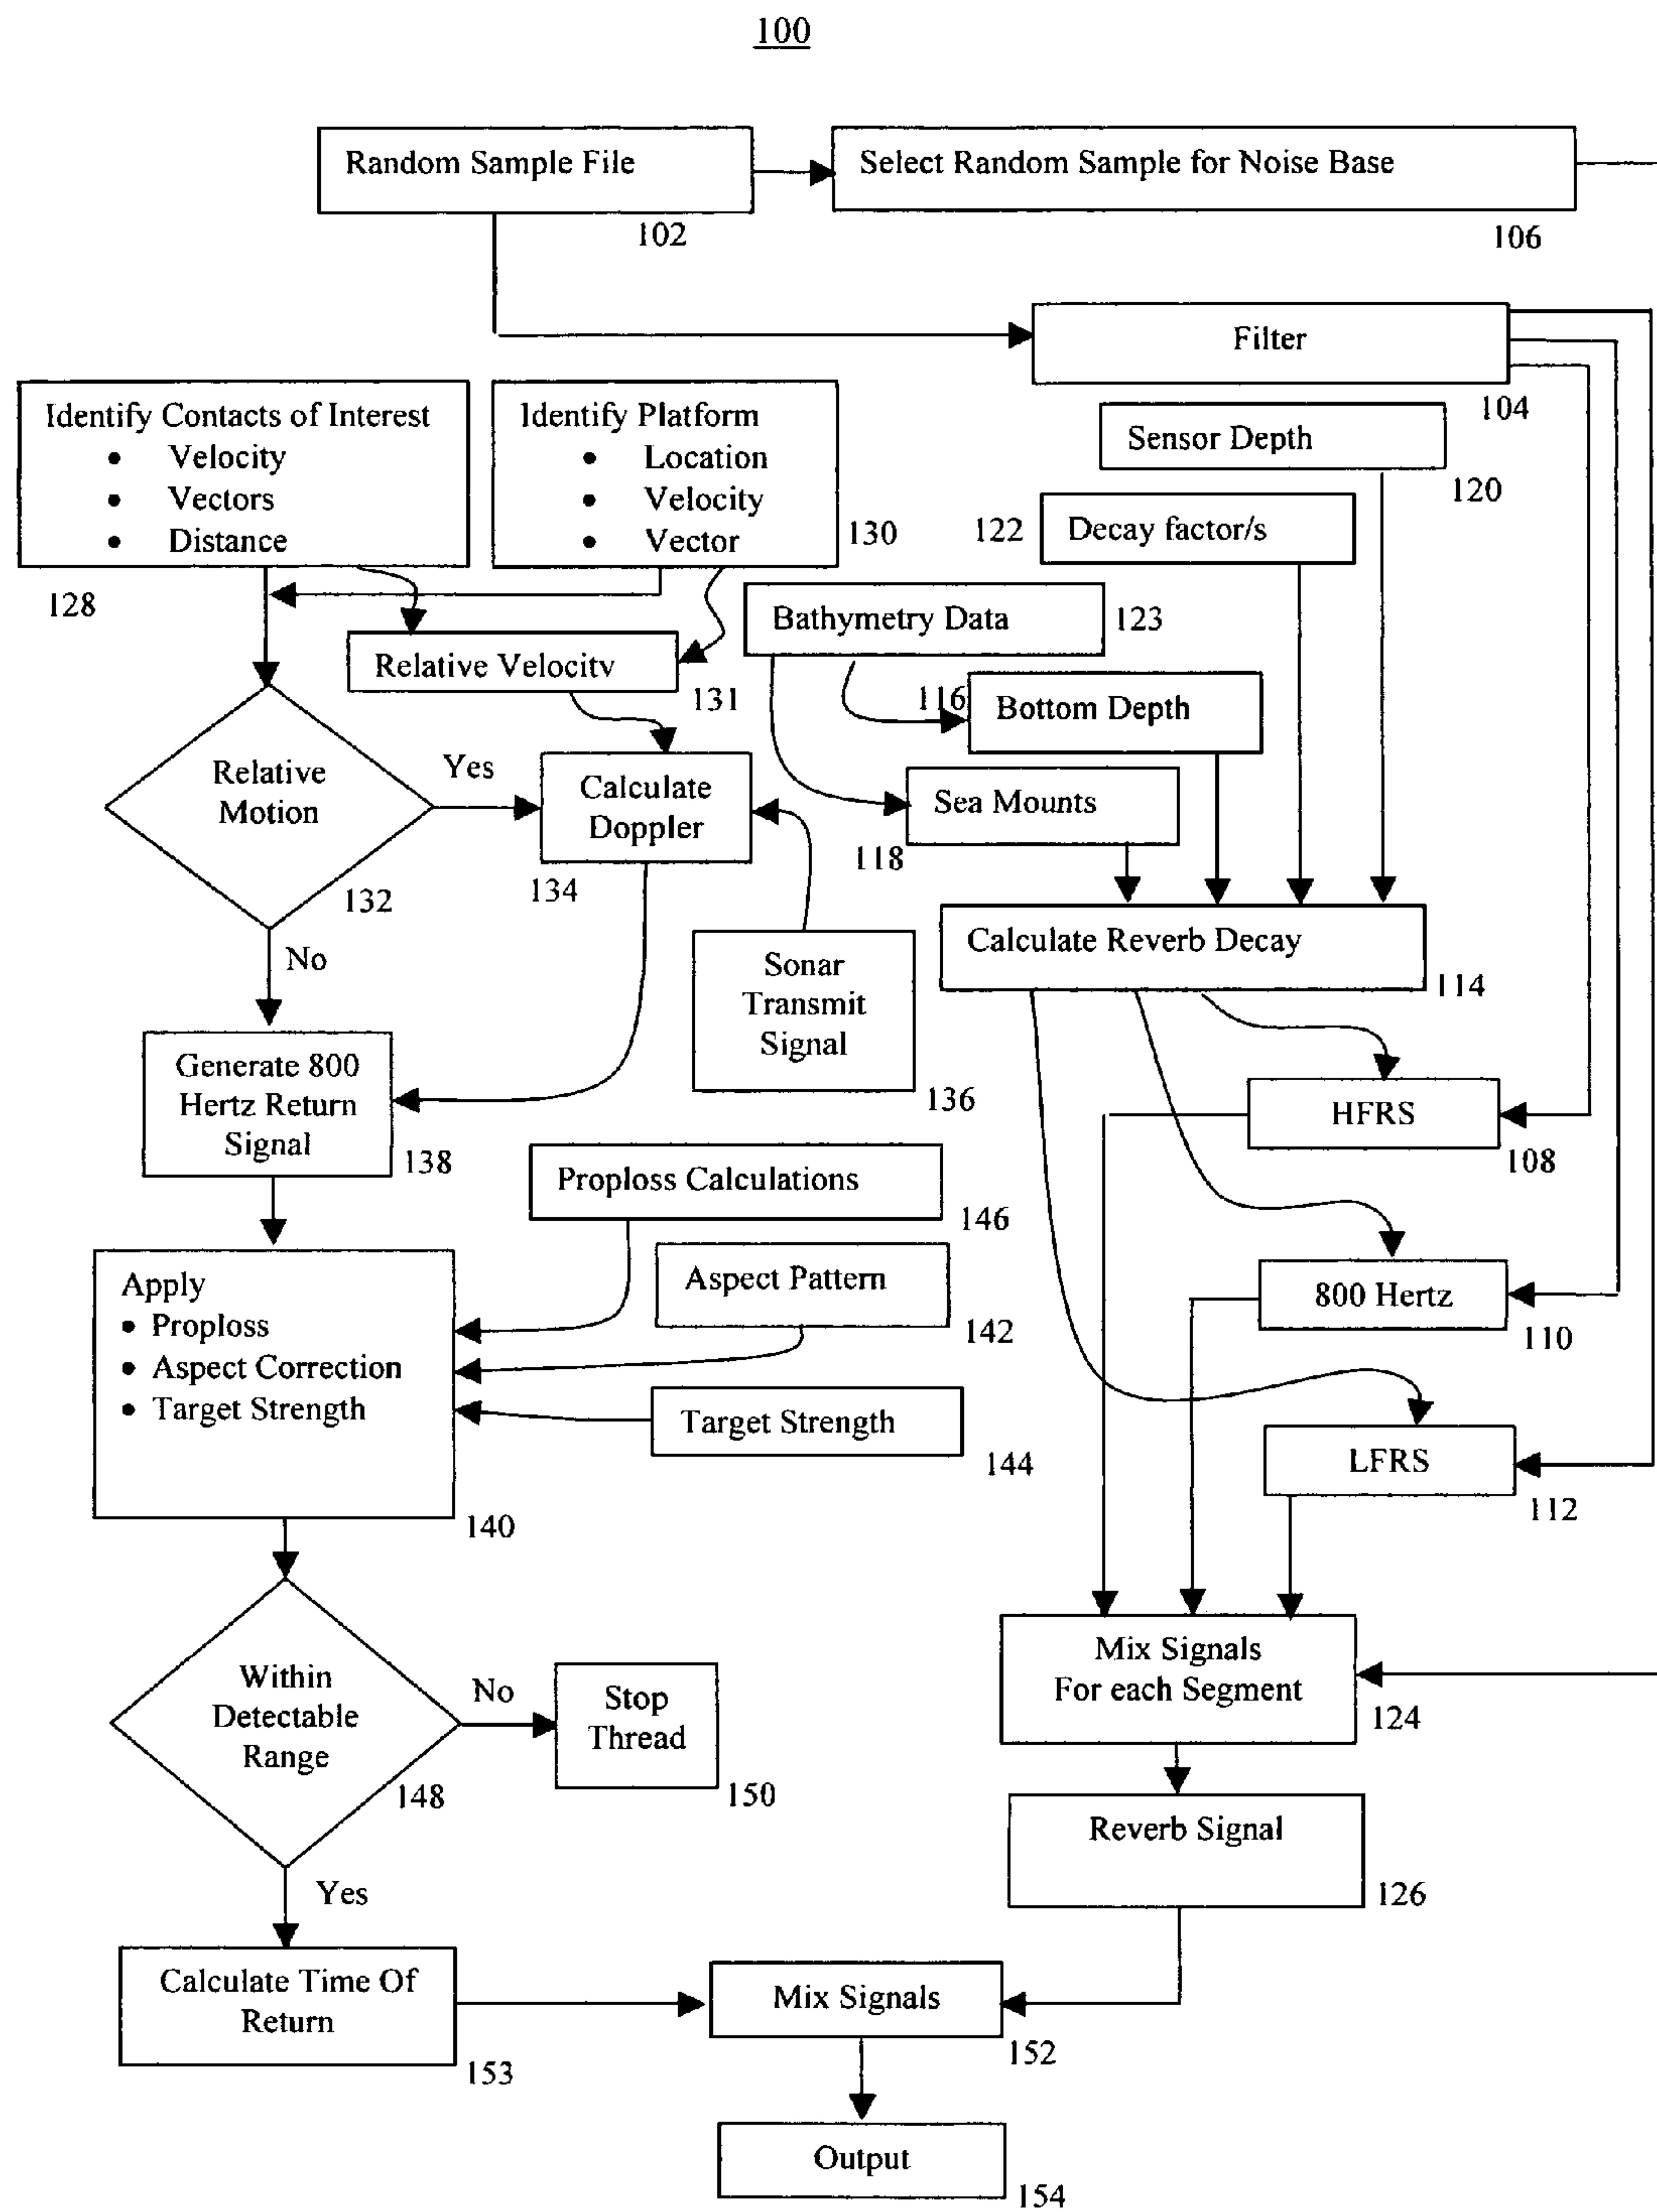 100
Random Sample File
102
Select Random Sample for Noise Base
106
Filter
104
Identify Contacts of Interest
• Velocity
• Vectors
• Distance
128
Identify Platform
• Location
• Velocity
• Vector
130
Sensor Depth
120
122
Decay factor/s
Bathymetry Data
123
Relative Velocity
131
116
Bottom Depth
Relative
Motion
132
Yes
No
Calculate
Doppler
134
Sea Mounts
118
Calculate Reverb Decay
114
Sonar
Transmit
Signal
136
Generate 800
Hertz Return
Signal
138
HFRS
108
Proploss Calculations
146
Aspect Pattern
142
800 Hertz
110
Apply
• Proploss
• Aspect Correction
• Target Strength
140
Target Strength
144
LFRS
112
Within
Detectable
Range
148
No
Stop
Thread
150
Mix Signals
For each Segment
124
Reverb Signal
126
Yes
Calculate Time Of
Return
153
Mix Signals
152
Output
154